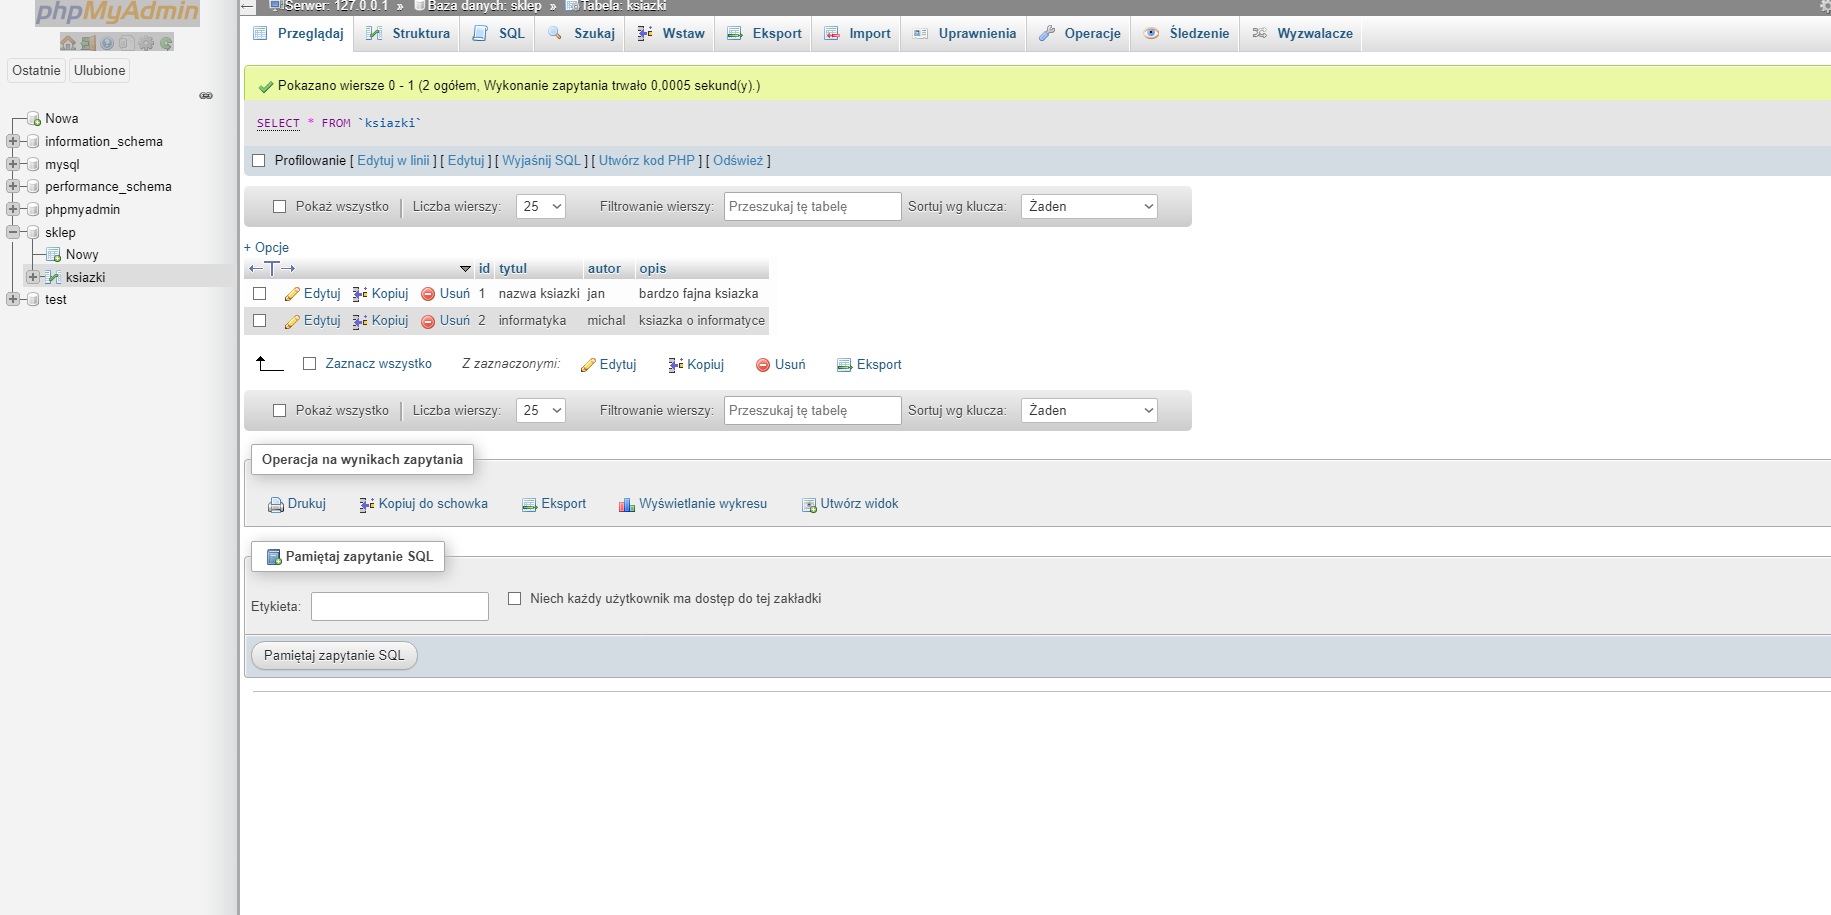 phpMyAdmin
Ostatnie Ulubione
Nowa
information_schema
mysql
performance_schema
phpmyadmin
sklep
Nowy
ksiazki
test
Serwer: 127.0.0.1 » Baza danych: sklep » Tabela: ksiazki
Przeglądaj Struktura SQL Szukaj Wstaw Eksport Import Uprawnienia Operacje Śledzenie Wyzwalacze
Pokazano wiersze 0 - 1 (2 ogółem, Wykonanie zapytania trwało 0,0005 sekund(y).)
SELECT * FROM `ksiazki`
Profilowanie [ Edytuj w linii ] [ Edytuj ] [ Wyjaśnij SQL ] [ Utwórz kod PHP ] [ Odśwież ]
Pokaż wszystko | Liczba wierszy: 25 Filtrowanie wierszy: Przeszukaj tę tabelę Sortuj wg klucza: Żaden
+ Opcje
←T→ id tytul autor opis
Edytuj Kopiuj Usuń 1 nazwa ksiazki jan bardzo fajna ksiazka
Edytuj Kopiuj Usuń 2 informatyka michal ksiazka o informatyce
Zaznacz wszystko Z zaznaczonymi: Edytuj Kopiuj Usuń Eksport
Pokaż wszystko | Liczba wierszy: 25 Filtrowanie wierszy: Przeszukaj tę tabelę Sortuj wg klucza: Żaden
Operacja na wynikach zapytania
Drukuj Kopiuj do schowka Eksport Wyświetlanie wykresu Utwórz widok
Pamiętaj zapytanie SQL
Etykieta: Niech każdy użytkownik ma dostęp do tej zakładki
Pamiętaj zapytanie SQL